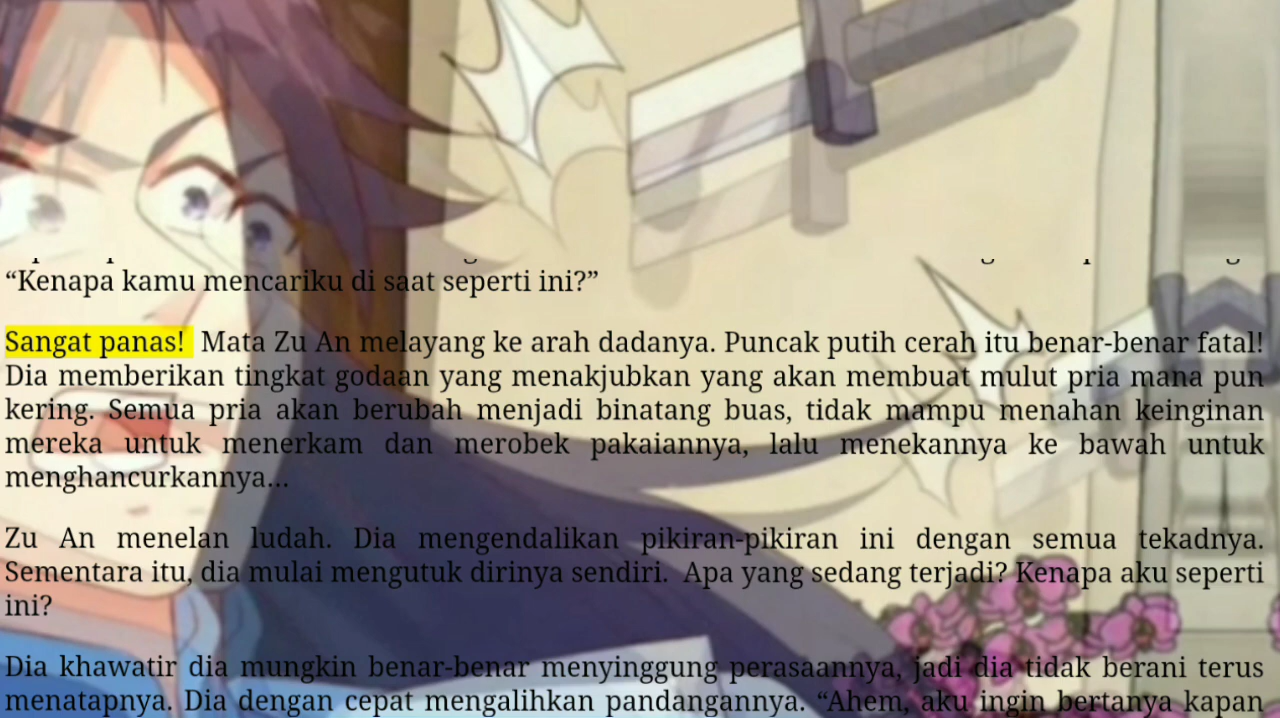 “Kenapa kamu mencariku di saat seperti ini?”
Sangat panas! Mata Zu An melayang ke arah dadanya. Puncak putih cerah itu benar-benar fatal!
Dia memberikan tingkat godaan yang menakjubkan yang akan membuat mulut pria mana pun
kering. Semua pria akan berubah menjadi binatang buas, tidak mampu menahan keinginan
mereka untuk menerkam dan merobek pakaiannya, lalu menekannya ke bawah untuk
menghancurkannya...
Zu An menelan ludah. Dia mengendalikan pikiran-pikiran ini dengan semua tekadnya.
Sementara itu, dia mulai mengutuk dirinya sendiri. Apa yang sedang terjadi? Kenapa aku seperti
ini?
Dia khawatir dia mungkin benar-benar menyinggung perasaannya, jadi dia tidak berani terus
menatapnya. Dia dengan cepat mengalihkan pandangannya. “Ahem, aku ingin bertanya kapan